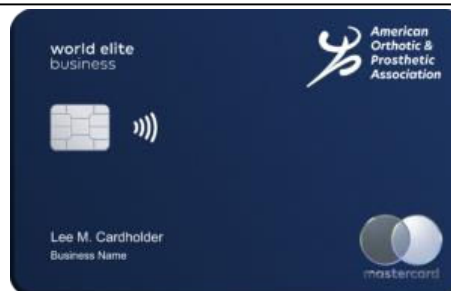 world elite
business
American
Orthotic &
Prosthetic
Association
Lee M. Cardholder
Business Name
mastercard